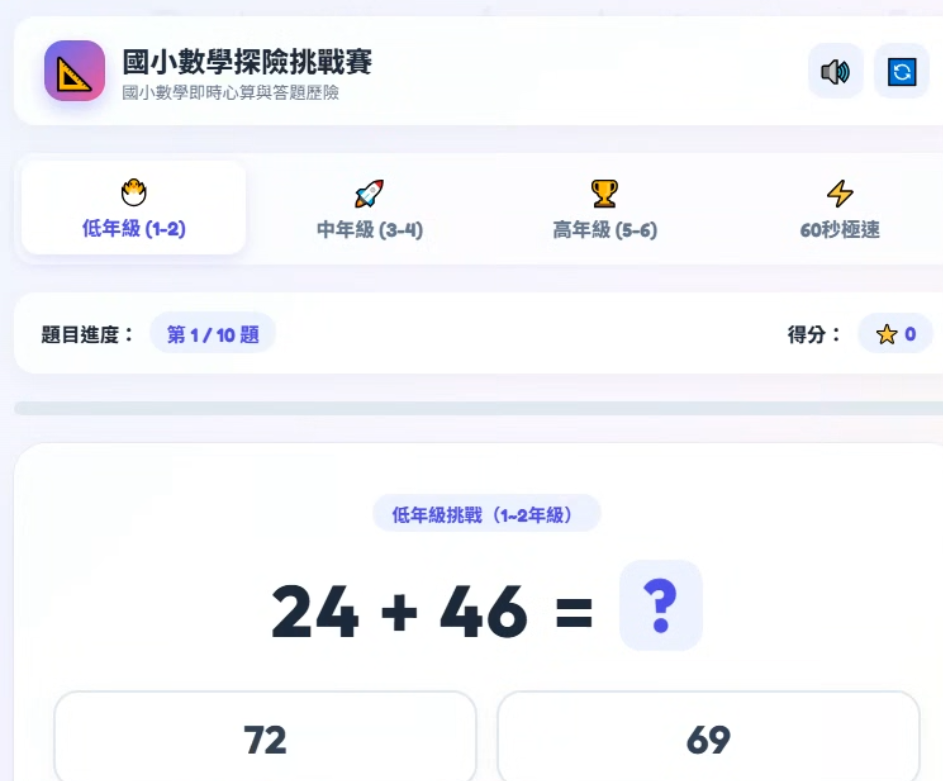 國小數學探險挑戰賽
國小數學即時心算與答題歷險
低年級 (1-2)
中年級 (3-4)
高年級 (5-6)
60秒極速
題目進度：
第 1 / 10 題
得分：
0
低年級挑戰（1~2年級）
24 + 46 = ?
72
69